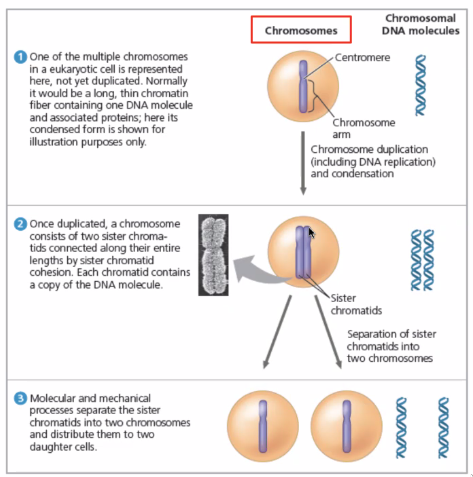 Chromosomes
Chromosomal
DNA molecules
1 One of the multiple chromosomes
in a eukaryotic cell is represented
here, not yet duplicated. Normally
it would be a long, thin chromatin
fiber containing one DNA molecule
and associated proteins; here its
condensed form is shown for
illustration purposes only.
Centromere
Chromosome
arm
Chromosome duplication
(including DNA replication)
and condensation
2 Once duplicated, a chromosome
consists of two sister chroma-
tids connected along their entire
lengths by sister chromatid
cohesion. Each chromatid contains
a copy of the DNA molecule.
Sister
chromatids
Separation of sister
chromatids into
two chromosomes
3 Molecular and mechanical
processes separate the sister
chromatids into two chromosomes
and distribute them to two
daughter cells.